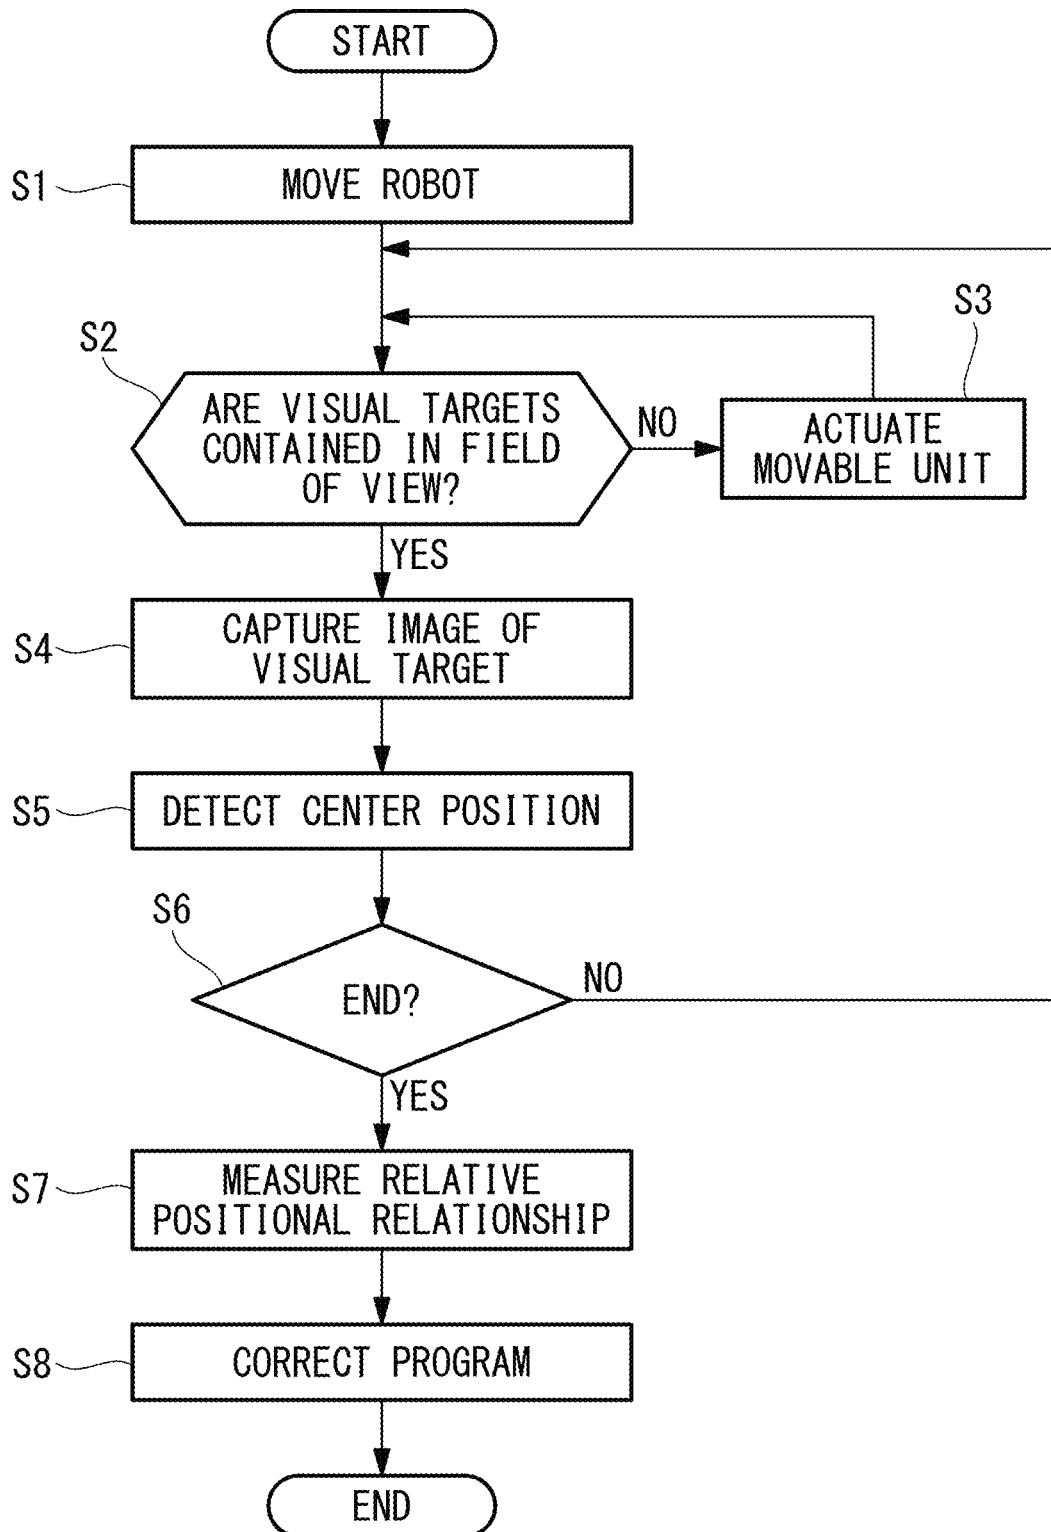 START
S1
MOVE ROBOT
S2
ARE VISUAL TARGETS
CONTAINED IN FIELD
OF VIEW?
NO
S3
ACTUATE
MOVABLE UNIT
YES
S4
CAPTURE IMAGE OF
VISUAL TARGET
S5
DETECT CENTER POSITION
S6
END?
NO
YES
S7
MEASURE RELATIVE
POSITIONAL RELATIONSHIP
S8
CORRECT PROGRAM
END